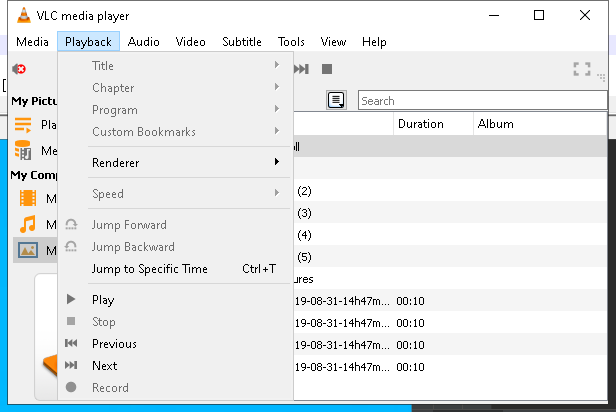 VLC media player
Media Playback Audio Video Subtitle Tools View Help
Title
Chapter
Program
Custom Bookmarks
Renderer
Speed
Jump Forward
Jump Backward
Jump to Specific Time Ctrl+T
Play
Stop
Previous
Next
Record
Search
My Pictu
Pla
Me
My Comp
M
M
M
Duration Album
ll
(2)
(3)
(4)
(5)
ures
19-08-31-14h47m... 00:10
19-08-31-14h47m... 00:10
19-08-31-14h47m... 00:10
19-08-31-14h47m... 00:10